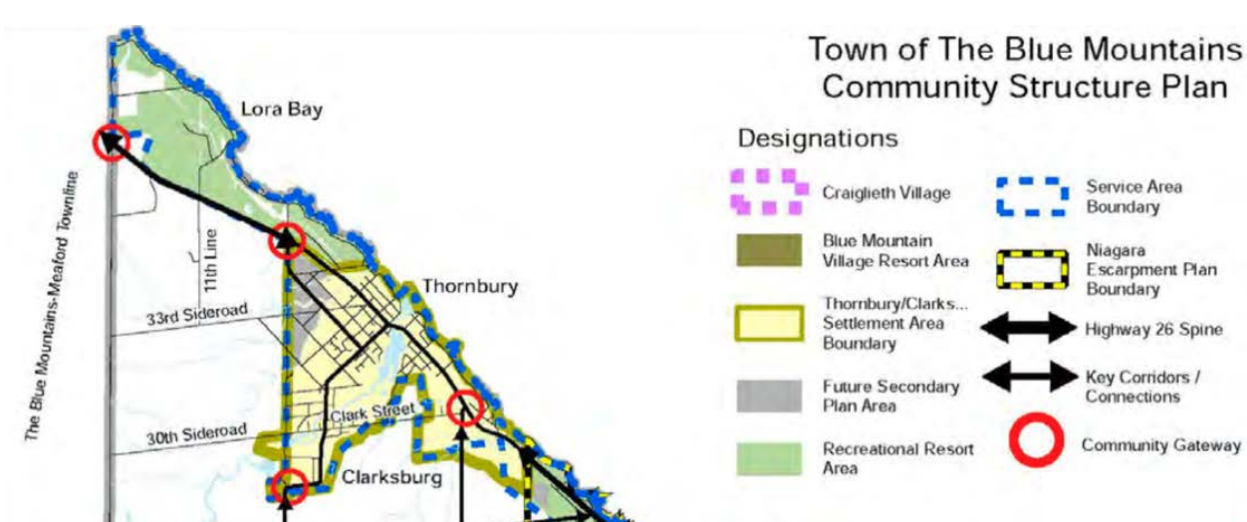 Town of The Blue Mountains
Community Structure Plan
Designations
Craiglieth Village
Blue Mountain
Village Resort Area
Thornbury/Clarks...
Settlement Area
Boundary
Future Secondary
Plan Area
Recreational Resort
Area
Service Area
Boundary
Niagara
Escarpment Plan
Boundary
Highway 26 Spine
Key Corridors /
Connections
Community Gateway
Lora Bay
The Blue Mountains-Meaford Townline
11th Line
Thornbury
33rd Sideroad
Clark Street
30th Sideroad
Clarksburg